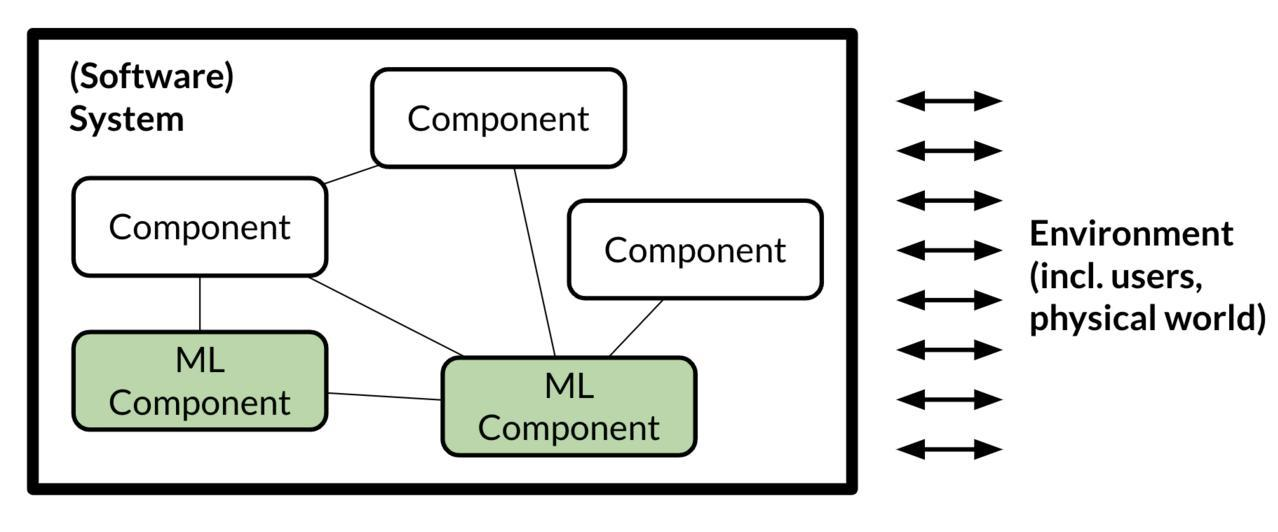 (Software)
System
Component
Component
Component
ML
Component
ML
Component
Environment
(incl. users,
physical world)